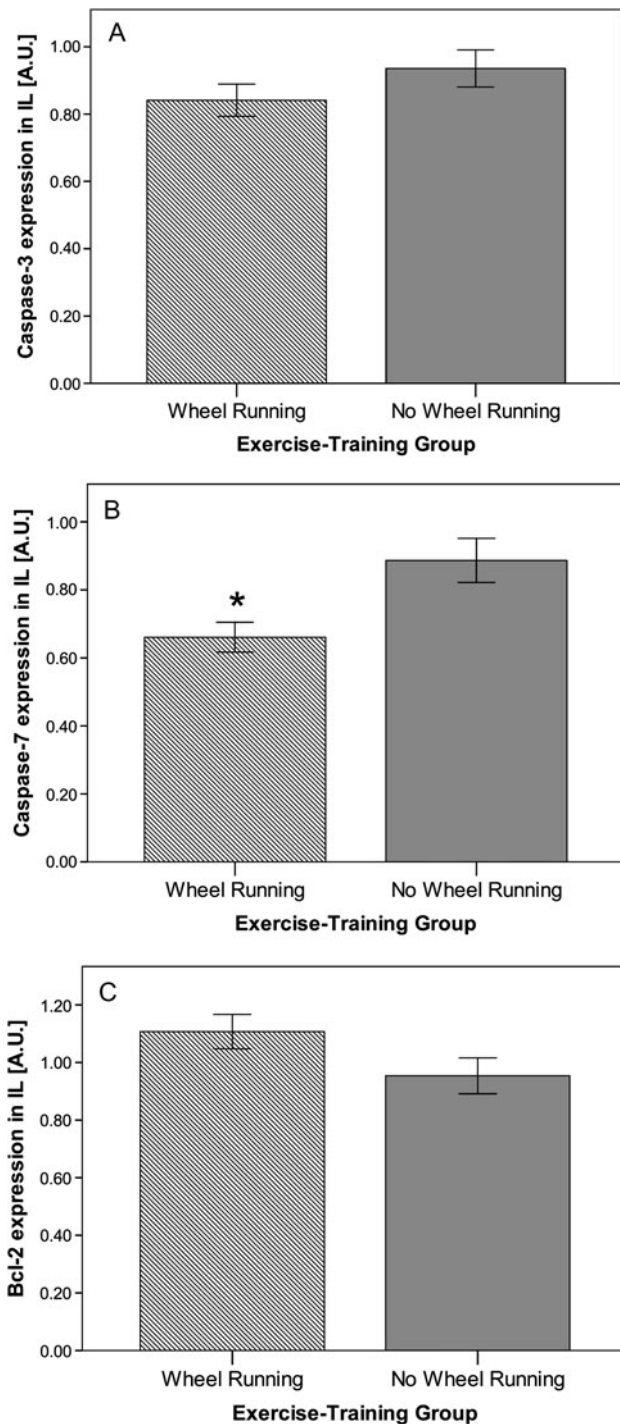 A
Caspase-3 expression in IL [A.U.]
1.00
0.80
0.60
0.40
0.20
0.00
Wheel Running
No Wheel Running
Exercise-Training Group
B
Caspase-7 expression in IL [A.U.]
1.00
0.80
0.60
0.40
0.20
0.00
*
Wheel Running
No Wheel Running
Exercise-Training Group
C
Bcl-2 expression in IL [A.U.]
1.20
1.00
0.80
0.60
0.40
0.20
0.00
Wheel Running
No Wheel Running
Exercise-Training Group